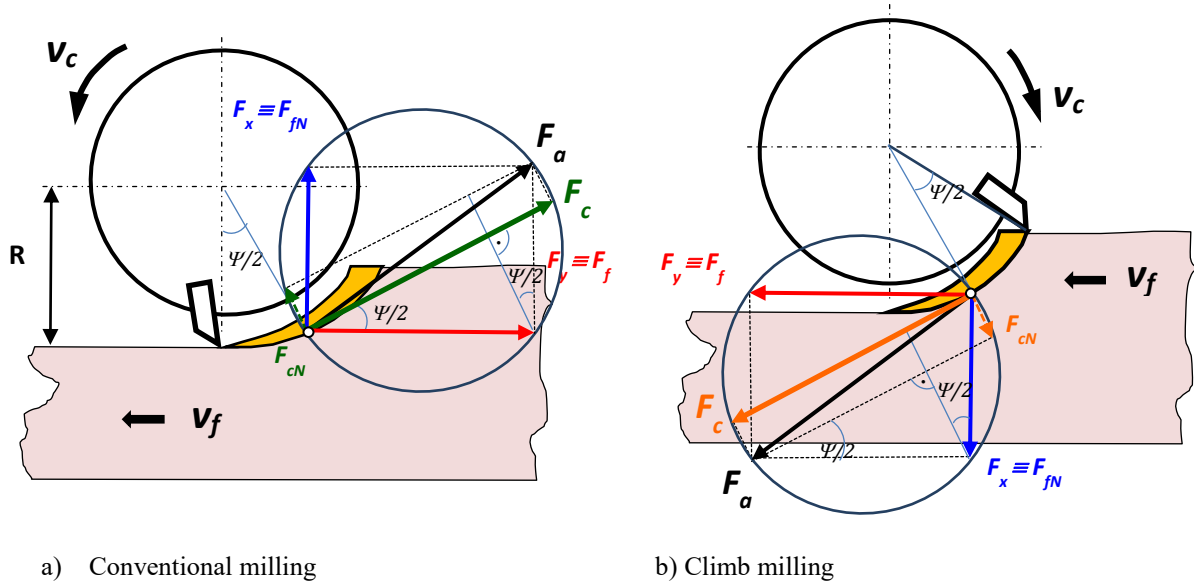 v_c
F_x ≡ F_fN
F_a
F_c
R
Ψ/2
F_y ≡ F_f
Ψ/2
Ψ/2
F_cN
v_f
a) Conventional milling
v_c
Ψ/2
F_y ≡ F_f
v_f
F_cN
Ψ/2
F_c
Ψ/2
F_a
F_x ≡ F_fN
b) Climb milling